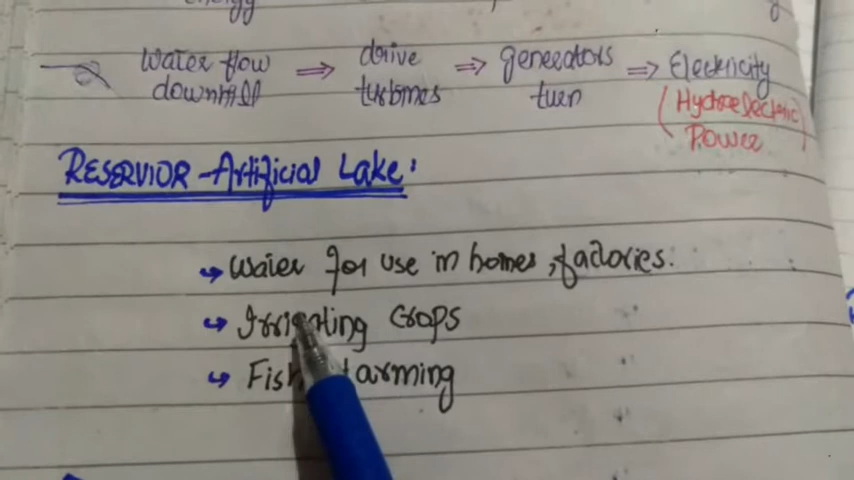 energy
water flow downhill ⇒ drive turbines ⇒ generators turn ⇒ Electricity
(Hydroelectric Power)
RESERVIOR - Artificial Lake:
↪ Water for use in homes, factories.
↪ Irrigating Crops
↪ Fish farming